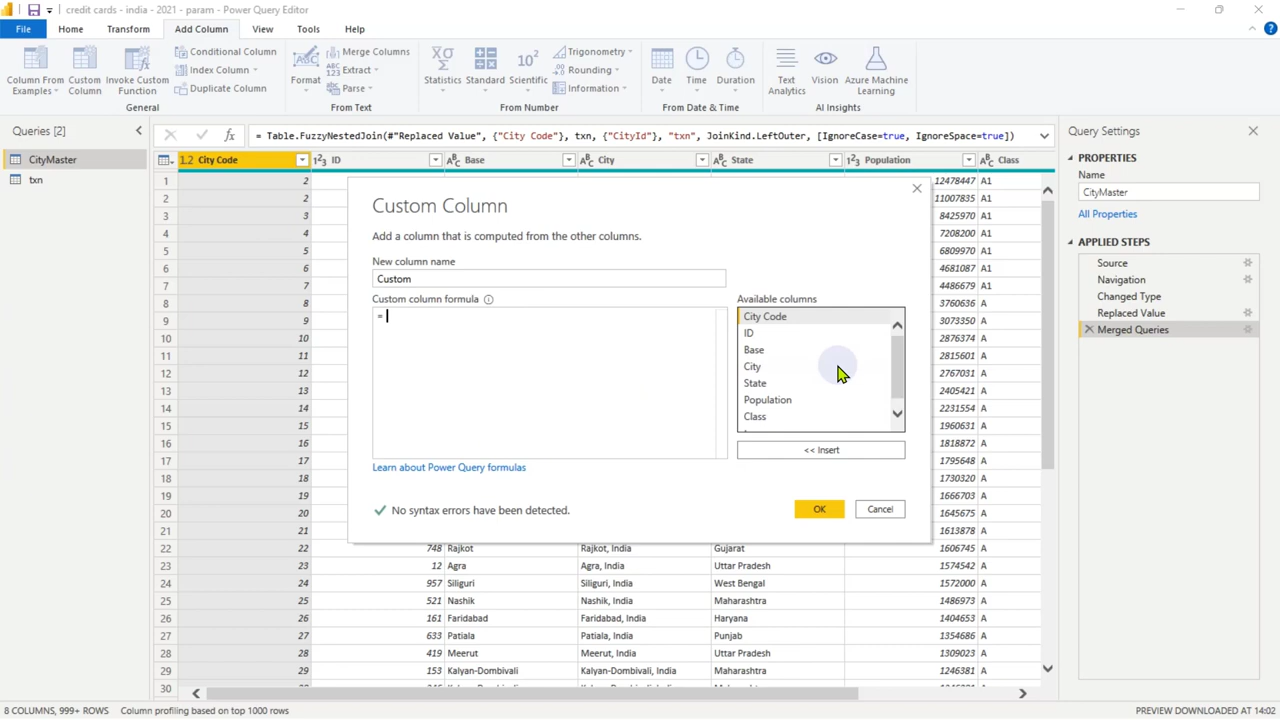 credit cards - india - 2021 - param - Power Query Editor
File Home Transform Add Column View Tools Help
Column From Examples
Custom Column
Invoke Custom Function
Conditional Column
Index Column
Duplicate Column
General
Format
Merge Columns
Extract
Parse
From Text
Statistics
Standard
Scientific
Trigonometry
Rounding
Information
From Number
Date
Time
Duration
From Date & Time
Text Analytics
Vision
Azure Machine Learning
AI Insights
Queries [2]
CityMaster
txn
= Table.FuzzyNestedJoin(#"Replaced Value", {"City Code"}, txn, {"CityId"}, "txn", JoinKind.LeftOuter, [IgnoreCase=true, IgnoreSpace=true])
1.2 City Code 123 ID ABC Base ABC City ABC State 123 Population ABC Class
1 2 12478447 A1
2 2 11007835 A1
3 3 8425970 A1
4 4 7208200 A1
5 5 6809970 A1
6 6 4681087 A1
7 7 4486679 A1
8 8 3760636 A
9 9 3073350 A
10 10 2876374 A
11 11 2815601 A
12 12 2767031 A
13 13 2405421 A
14 14 2231554 A
15 15 1960631 A
16 16 1818872 A
17 17 1795648 A
18 18 1730320 A
19 19 1666703 A
20 20 1645675 A
21 21 1613878 A
22 22 748 Rajkot Rajkot, India Gujarat 1606745 A
23 23 12 Agra Agra, India Uttar Pradesh 1574542 A
24 24 957 Siliguri Siliguri, India West Bengal 1572000 A
25 25 521 Nashik Nashik, India Maharashtra 1486973 A
26 26 161 Faridabad Faridabad, India Haryana 1404653 A
27 27 633 Patiala Patiala, India Punjab 1354686 A
28 28 419 Meerut Meerut, India Uttar Pradesh 1309023 A
29 29 153 Kalyan-Dombivali Kalyan-Dombivali, India Maharashtra 1246381 A
30
Custom Column
Add a column that is computed from the other columns.
New column name
Custom
Custom column formula
=
Available columns
City Code
ID
Base
City
State
Population
Class
<< Insert
Learn about Power Query formulas
No syntax errors have been detected.
OK
Cancel
Query Settings
PROPERTIES
Name
CityMaster
All Properties
APPLIED STEPS
Source
Navigation
Changed Type
Replaced Value
Merged Queries
8 COLUMNS, 999+ ROWS Column profiling based on top 1000 rows
PREVIEW DOWNLOADED AT 14:02